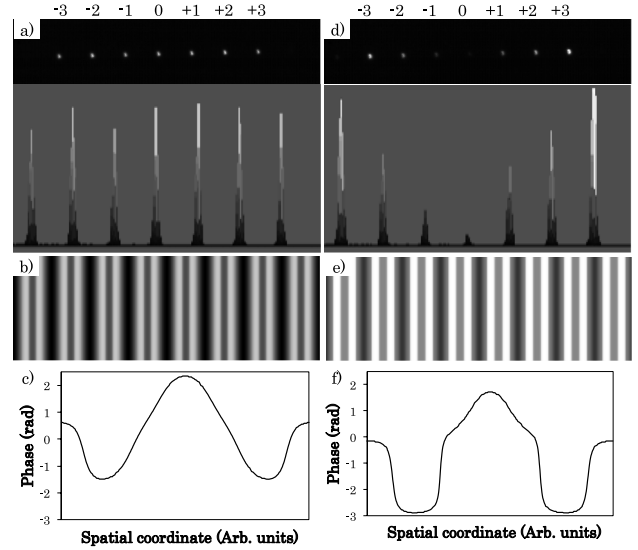 -3 -2 -1 0 +1 +2 +3
a)
b)
c)
2
1
0
-1
-2
-3
Phase (rad)
Spatial coordinate (Arb. units)
-3 -2 -1 0 +1 +2 +3
d)
e)
f)
2
1
0
-1
-2
-3
Phase (rad)
Spatial coordinate (Arb. units)